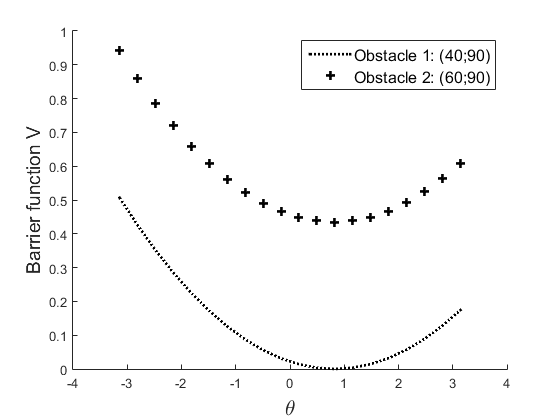 Obstacle 1: (40;90)
Obstacle 2: (60;90)
Barrier function V
1
0.9
0.8
0.7
0.6
0.5
0.4
0.3
0.2
0.1
0
-4 -3 -2 -1 0 1 2 3 4
θ